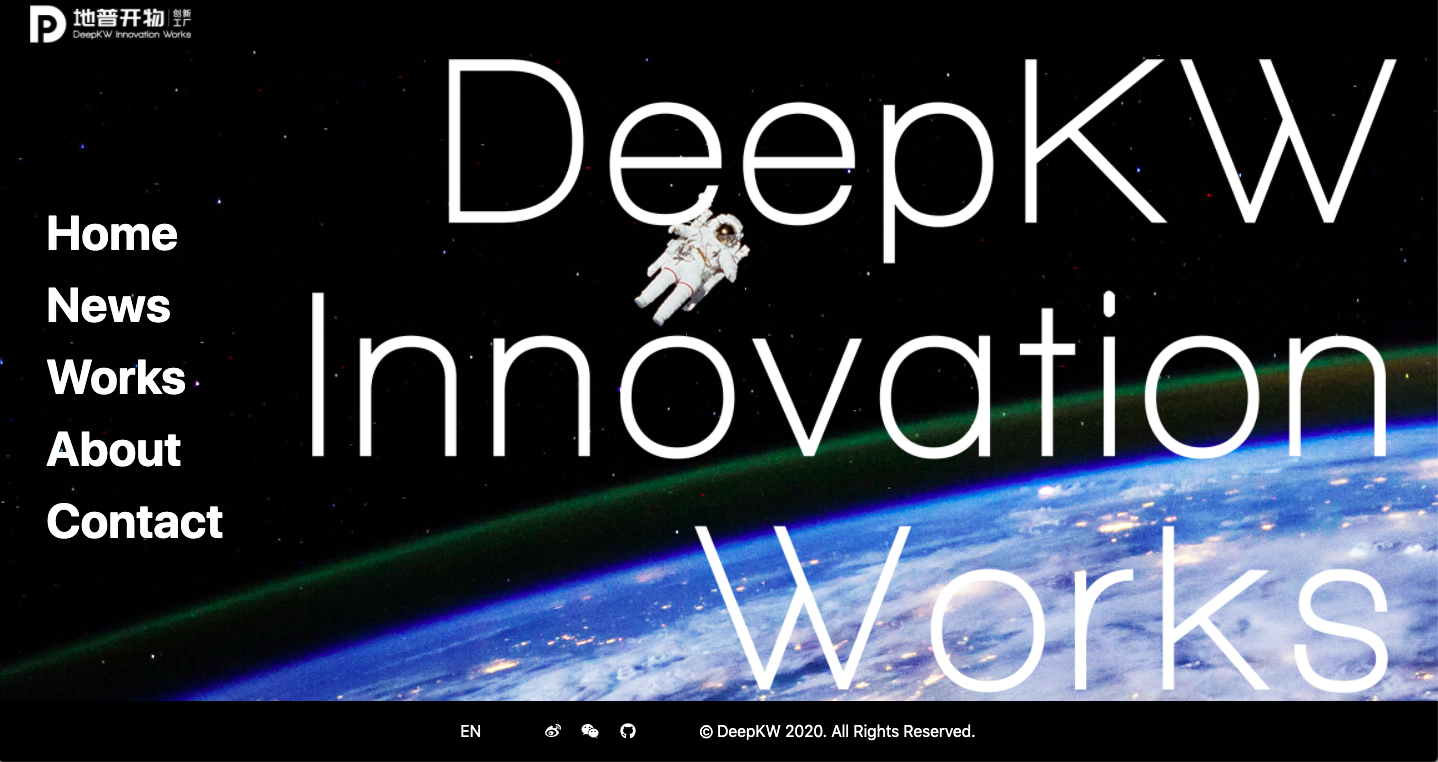 地普开物
创新
工厂
DeepKW Innovation Works
DeepKW
Innovation
Works
Home
News
Works
About
Contact
EN
© DeepKW 2020. All Rights Reserved.